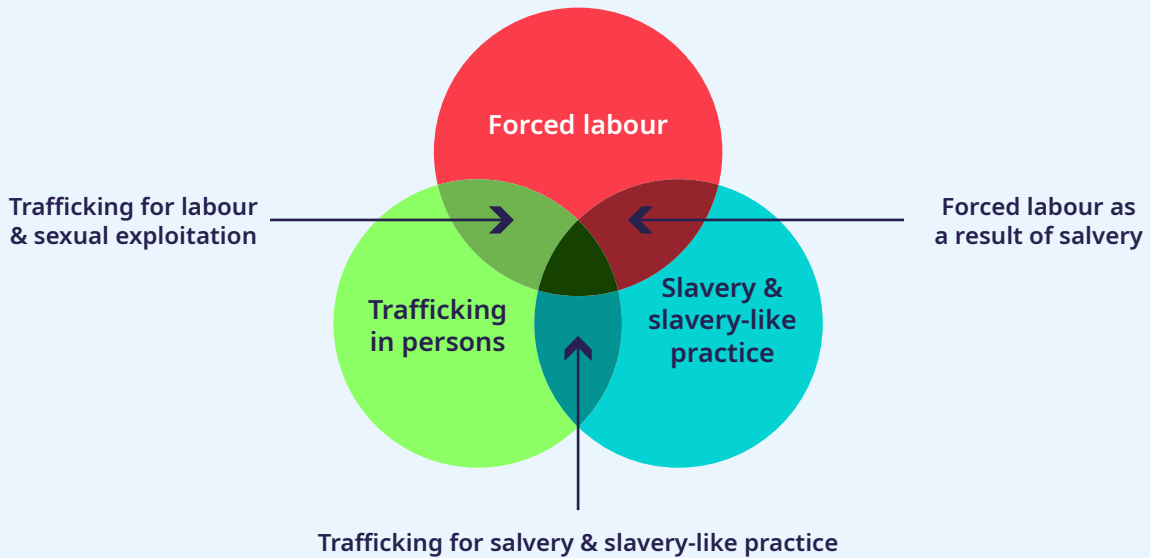 Forced labour
Trafficking for labour
& sexual exploitation
Forced labour as
a result of salvery
Trafficking
in persons
Slavery &
slavery-like
practice
Trafficking for salvery & slavery-like practice